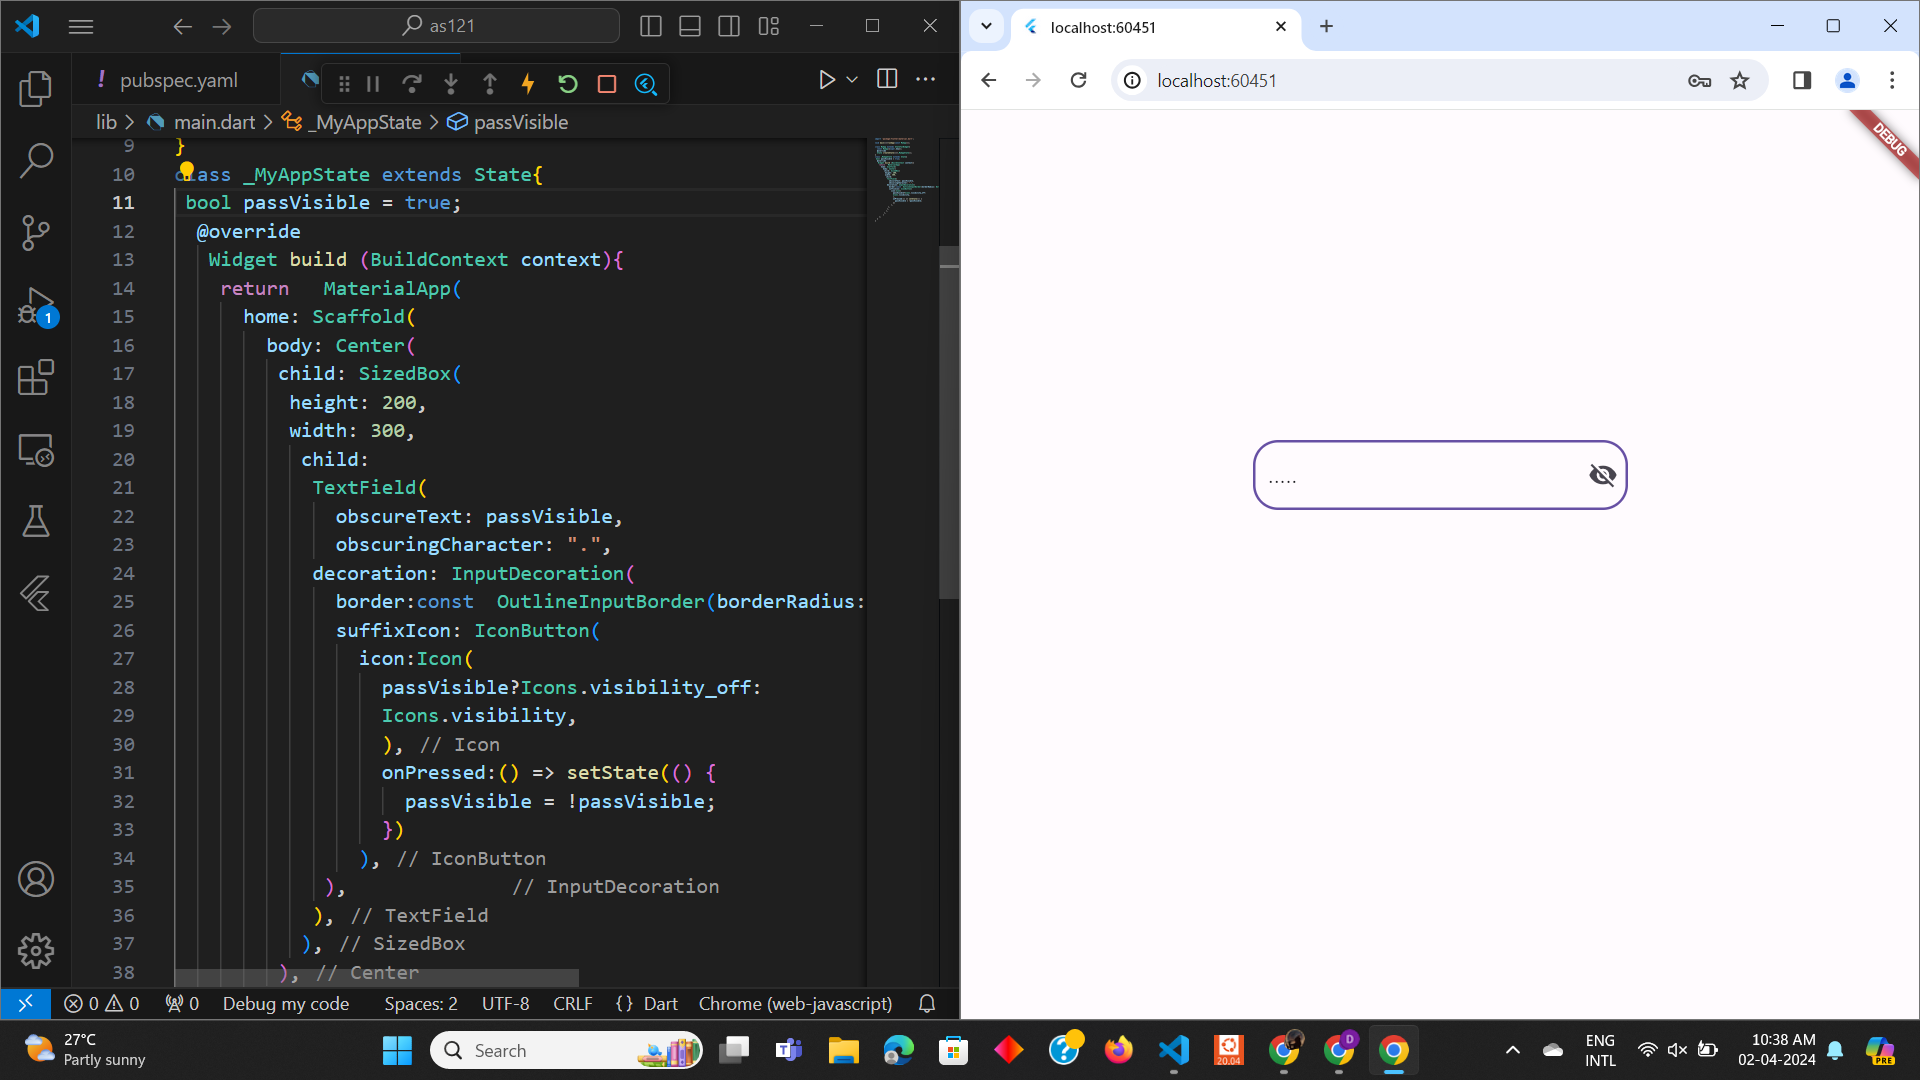 as121
pubspec.yaml
lib > main.dart > _MyAppState > passVisible
9 }
10 class _MyAppState extends State{
11 bool passVisible = true;
12 @override
13 Widget build (BuildContext context){
14 return MaterialApp(
15 home: Scaffold(
16 body: Center(
17 child: SizedBox(
18 height: 200,
19 width: 300,
20 child:
21 TextField(
22 obscureText: passVisible,
23 obscuringCharacter: ".",
24 decoration: InputDecoration(
25 border:const OutlineInputBorder(borderRadius:
26 suffixIcon: IconButton(
27 icon:Icon(
28 passVisible?Icons.visibility_off:
29 Icons.visibility,
30 ), // Icon
31 onPressed:() => setState(() {
32 passVisible = !passVisible;
33 })
34 ), // IconButton
35 ), // InputDecoration
36 ), // TextField
37 ), // SizedBox
38 ), // Center
1
0 0 0 Debug my code Spaces: 2 UTF-8 CRLF {} Dart Chrome (web-javascript)
localhost:60451
localhost:60451
DEBUG
.....
27°C
Partly sunny
Search
20.04
D
ENG
INTL
10:38 AM
02-04-2024
PRE